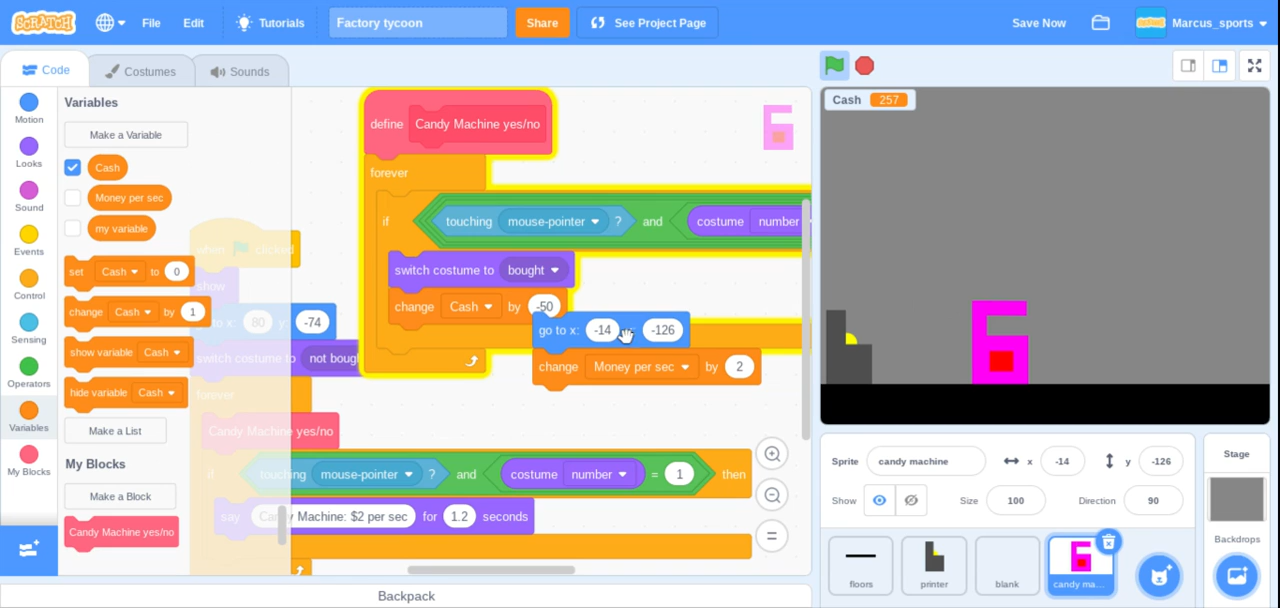 SCRATCH File Edit Tutorials Factory tycoon Share See Project Page Save Now Marcus_sports
Code Costumes Sounds
Motion
Looks
Sound
Events
Control
Sensing
Operators
Variables
My Blocks
Variables
Make a Variable
Cash
Money per sec
my variable
set Cash to 0
change Cash by 1
show variable Cash
hide variable Cash
Make a List
My Blocks
Make a Block
Candy Machine yes/no
define Candy Machine yes/no
forever
if touching mouse-pointer ? and costume number
switch costume to bought
change Cash by -50
go to x: -14 -126
change Money per sec by 2
when clicked
show
to x: 80 y: -74
switch costume to not bough
forever
Candy Machine yes/no
if touching mouse-pointer ? and costume number = 1 then
say Candy Machine: $2 per sec for 1.2 seconds
Backpack
Cash 257
Sprite candy machine x -14 y -126
Show Size 100 Direction 90
floors printer blank candy ma...
Stage
Backdrops